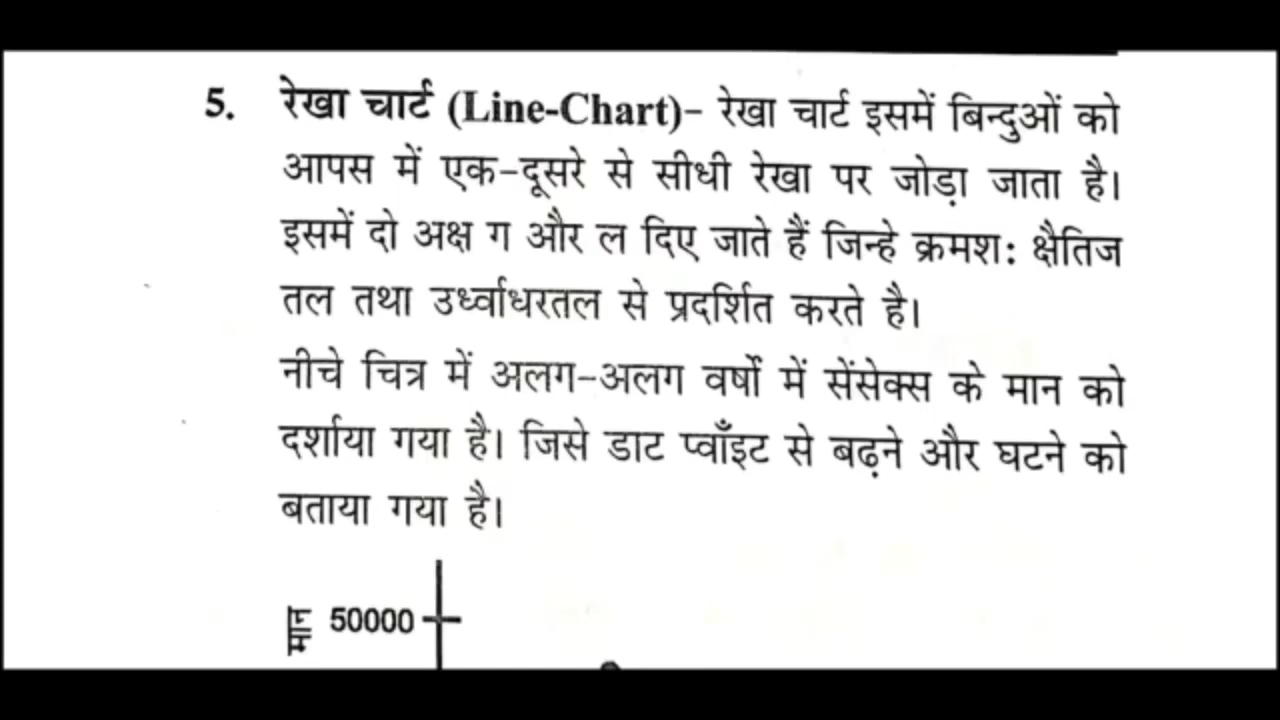 5. रेखा चार्ट (Line-Chart)- रेखा चार्ट इसमें बिन्दुओं को
आपस में एक-दूसरे से सीधी रेखा पर जोड़ा जाता है।
इसमें दो अक्ष ग और ल दिए जाते हैं जिन्हे क्रमश: क्षैतिज
तल तथा उर्ध्वाधरतल से प्रदर्शित करते है।
नीचे चित्र में अलग-अलग वर्षों में सेंसेक्स के मान को
दर्शाया गया है। जिसे डाट प्वाँइट से बढ़ने और घटने को
बताया गया है।
मान 50000